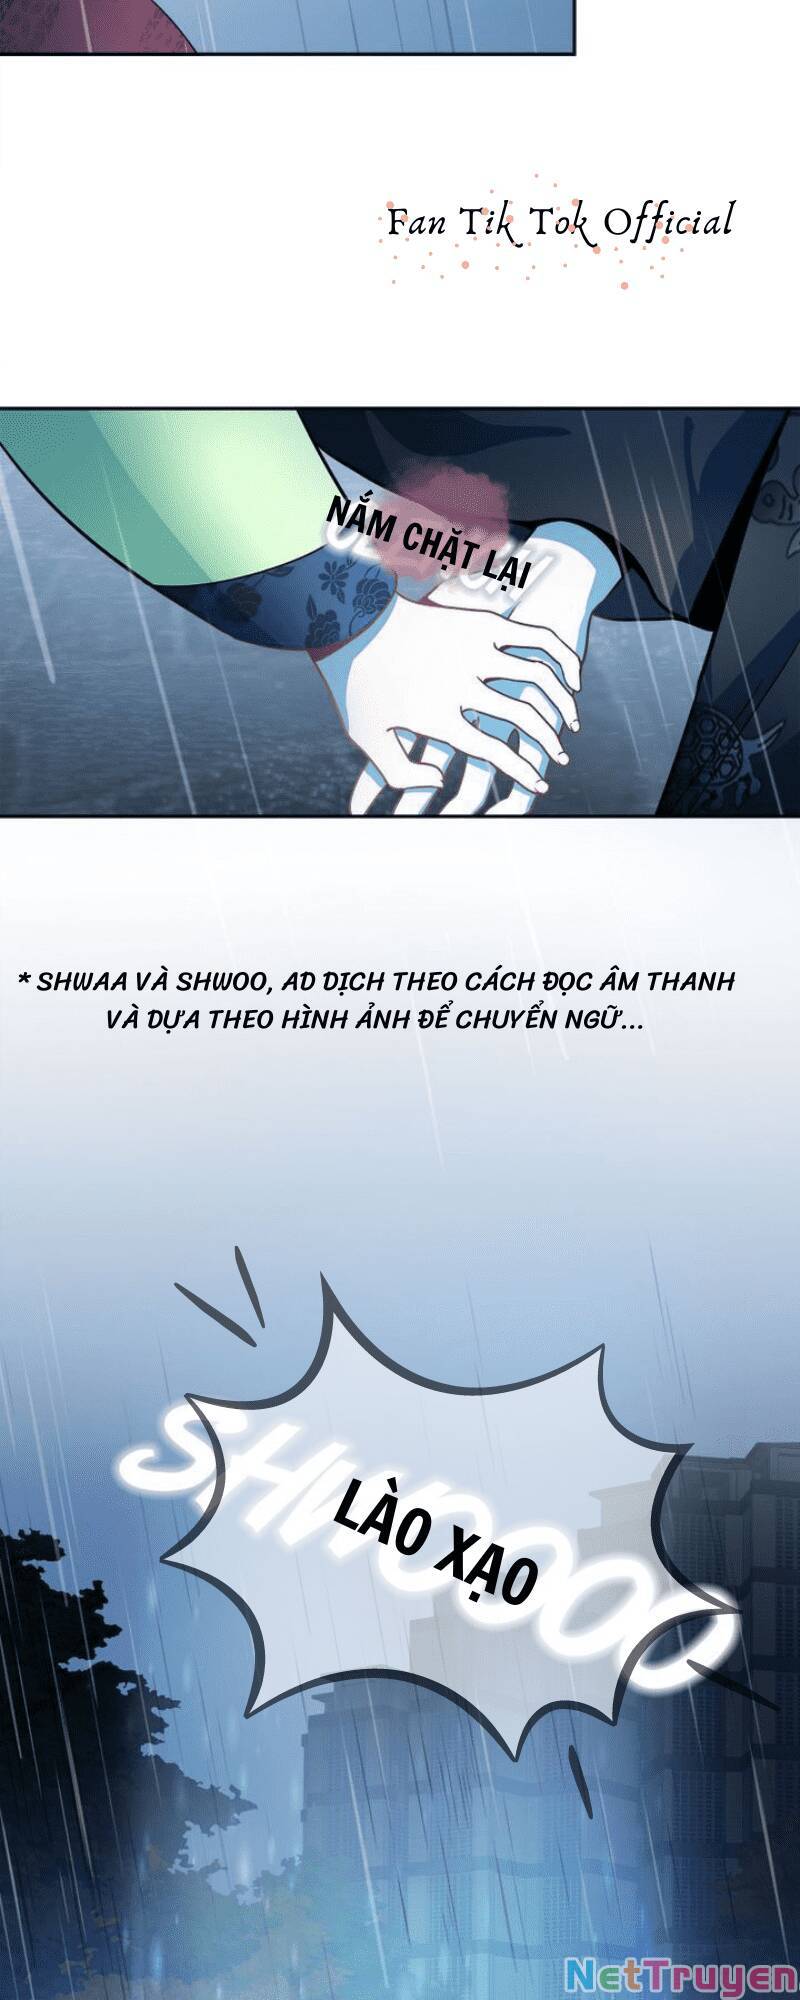 Fan Tik Tok Official
NẮM CHẶT LẠI
* SHWAA VÀ SHWOO, AD DỊCH THEO CÁCH ĐỌC ÂM THANH
VÀ DỰA THEO HÌNH ẢNH ĐỂ CHUYỂN NGỮ...
SHWOOOO
LÀO XẠO
NetTruyen